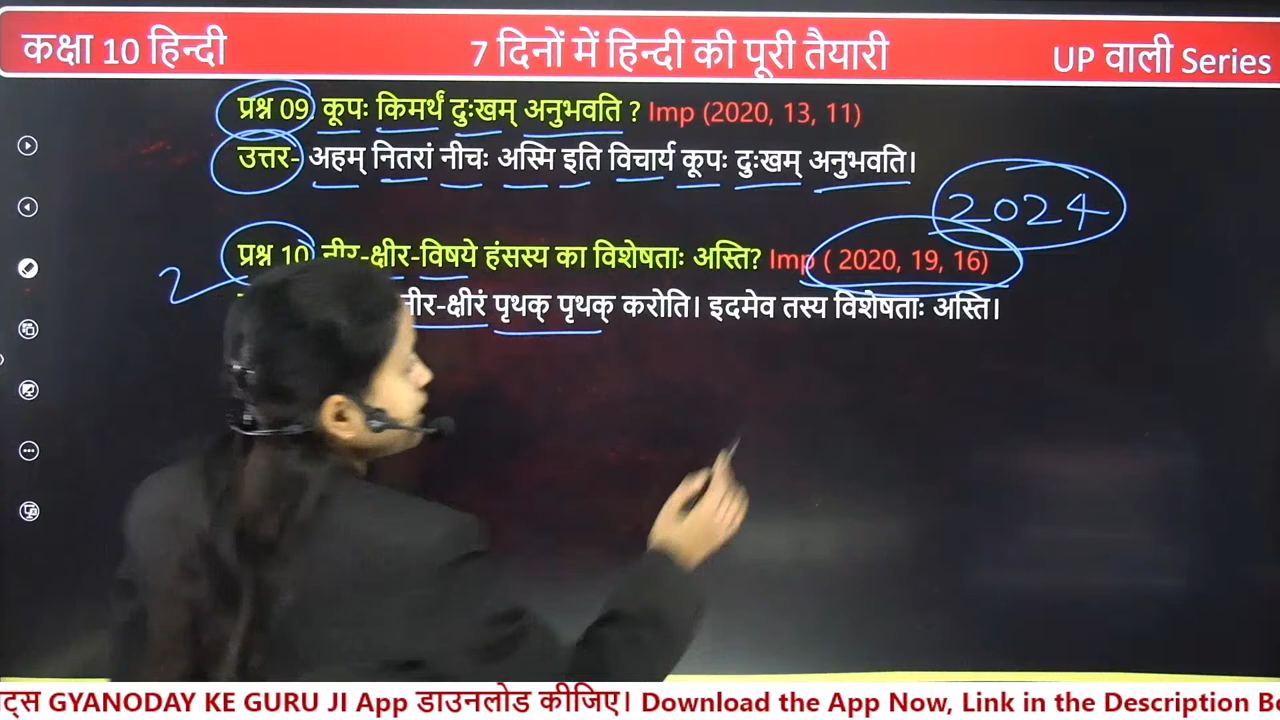 कक्षा 10 हिन्दी 7 दिनों में हिन्दी की पूरी तैयारी UP वाली Series
प्रश्न 09. कूपः किमर्थं दुःखम् अनुभवति ? Imp (2020, 13, 11)
उत्तर- अहम् नितरां नीचः अस्मि इति विचार्य कूपः दुःखम् अनुभवति।
2024
प्रश्न 10. नीर-क्षीर-विषये हंसस्य का विशेषताः अस्ति? Imp ( 2020, 19, 16)
नीर-क्षीरं पृथक् पृथक् करोति। इदमेव तस्य विशेषताः अस्ति।
GYANODAY KE GURU JI App डाउनलोड कीजिए। Download the App Now, Link in the Description